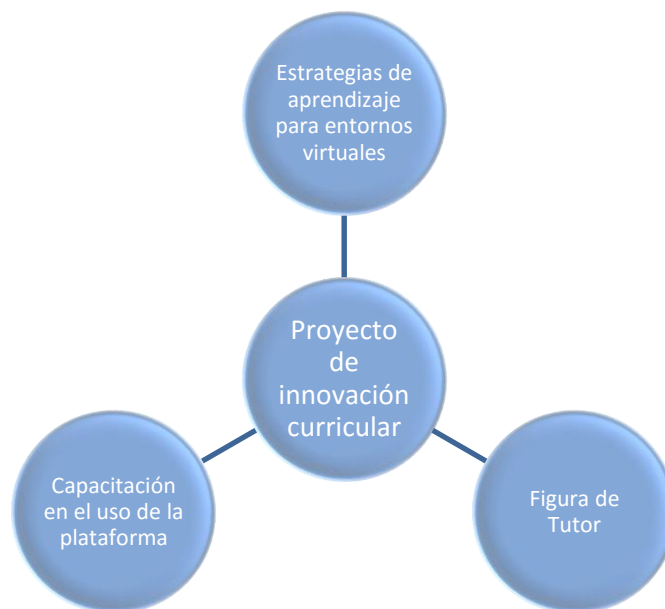 Estrategias de
aprendizaje
para entornos
virtuales
Proyecto
de
innovación
curricular
Capacitación
en el uso de la
plataforma
Figura de
Tutor